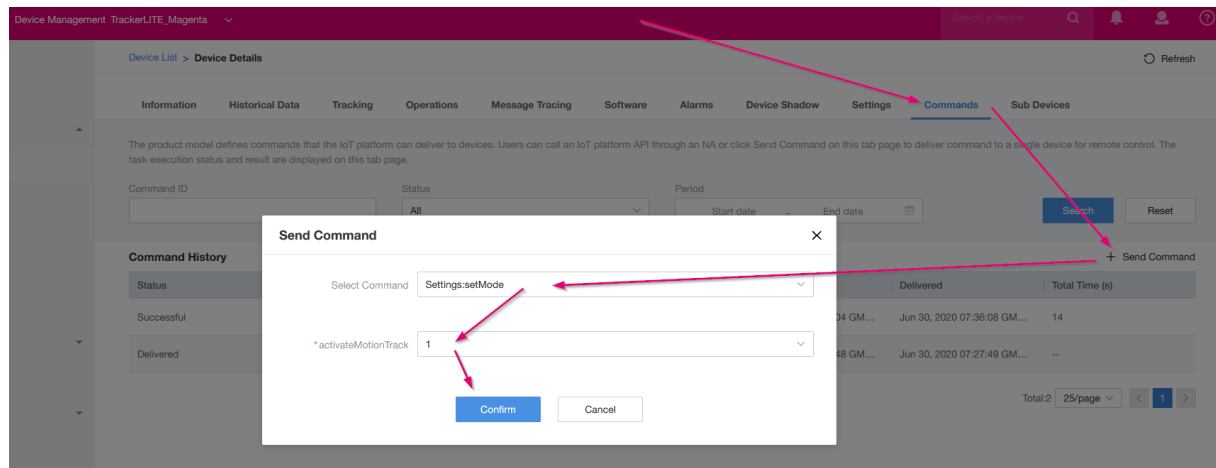 Device Management TrackerLITE_Magenta
Search a device
Device List > Device Details
Refresh
Information Historical Data Tracking Operations Message Tracing Software Alarms Device Shadow Settings Commands Sub Devices
The product model defines commands that the IoT platform can deliver to devices. Users can call an IoT platform API through an NA or click Send Command on this tab page to deliver command to a single device for remote control. The
task execution status and result are displayed on this tab page.
Command ID Status Period
All Start date – End date Search Reset
Send Command ×
Command History + Send Command
Select Command Settings:setMode
Status Delivered Total Time (s)
Successful 04 GM... Jun 30, 2020 07:36:08 GM... 14
*activateMotionTrack 1
Delivered 48 GM... Jun 30, 2020 07:27:49 GM... --
Confirm Cancel
Total:2 25/page < 1 >